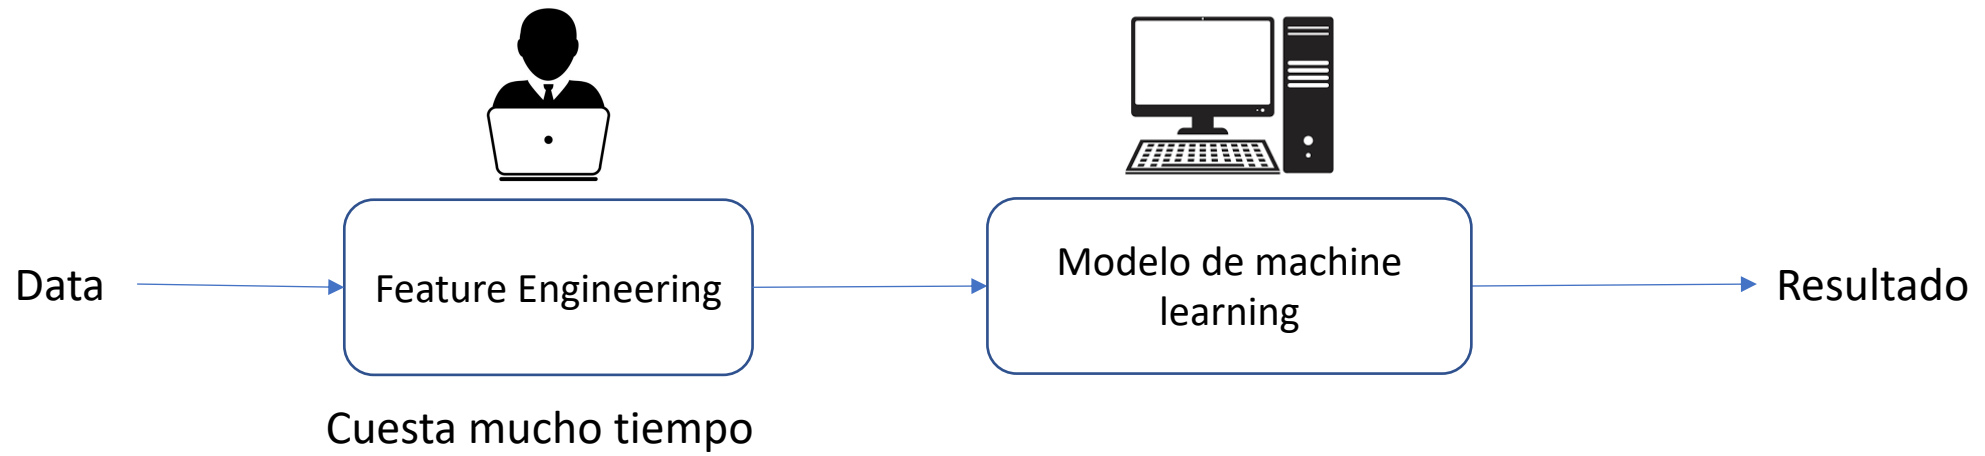 Data
Feature Engineering
Modelo de machine
learning
Resultado
Cuesta mucho tiempo